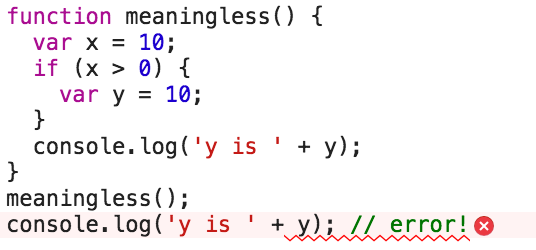 function meaningless() {
  var x = 10;
  if (x > 0) {
    var y = 10;
  }
  console.log('y is ' + y);
}
meaningless();
console.log('y is ' + y); // error!